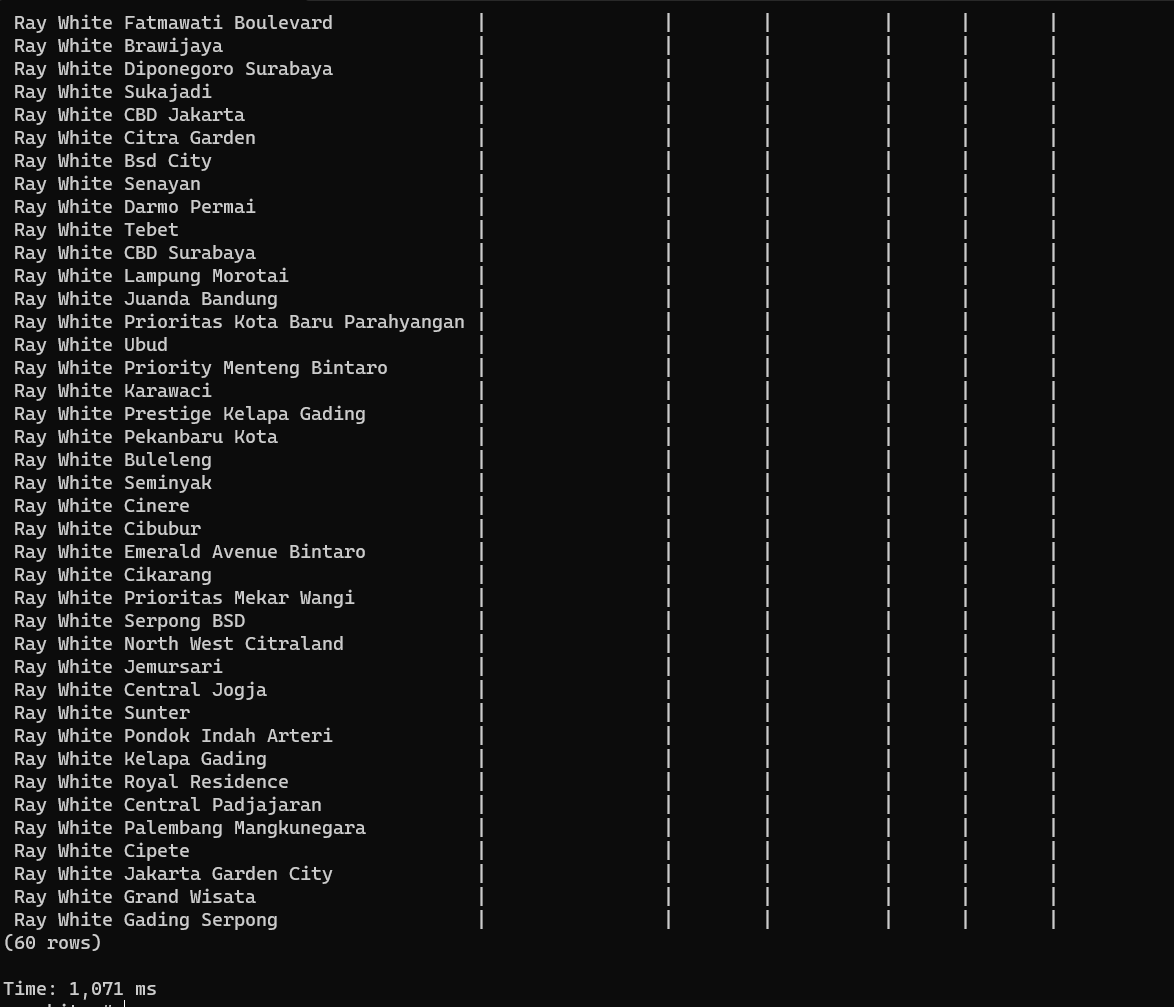 Ray White Fatmawati Boulevard | | | | | |
Ray White Brawijaya | | | | | |
Ray White Diponegoro Surabaya | | | | | |
Ray White Sukajadi | | | | | |
Ray White CBD Jakarta | | | | | |
Ray White Citra Garden | | | | | |
Ray White Bsd City | | | | | |
Ray White Senayan | | | | | |
Ray White Darmo Permai | | | | | |
Ray White Tebet | | | | | |
Ray White CBD Surabaya | | | | | |
Ray White Lampung Morotai | | | | | |
Ray White Juanda Bandung | | | | | |
Ray White Prioritas Kota Baru Parahyangan | | | | | |
Ray White Ubud | | | | | |
Ray White Priority Menteng Bintaro | | | | | |
Ray White Karawaci | | | | | |
Ray White Prestige Kelapa Gading | | | | | |
Ray White Pekanbaru Kota | | | | | |
Ray White Buleleng | | | | | |
Ray White Seminyak | | | | | |
Ray White Cinere | | | | | |
Ray White Cibubur | | | | | |
Ray White Emerald Avenue Bintaro | | | | | |
Ray White Cikarang | | | | | |
Ray White Prioritas Mekar Wangi | | | | | |
Ray White Serpong BSD | | | | | |
Ray White North West Citraland | | | | | |
Ray White Jemursari | | | | | |
Ray White Central Jogja | | | | | |
Ray White Sunter | | | | | |
Ray White Pondok Indah Arteri | | | | | |
Ray White Kelapa Gading | | | | | |
Ray White Royal Residence | | | | | |
Ray White Central Padjajaran | | | | | |
Ray White Palembang Mangkunegara | | | | | |
Ray White Cipete | | | | | |
Ray White Jakarta Garden City | | | | | |
Ray White Grand Wisata | | | | | |
Ray White Gading Serpong | | | | | |
(60 rows)
Time: 1,071 ms